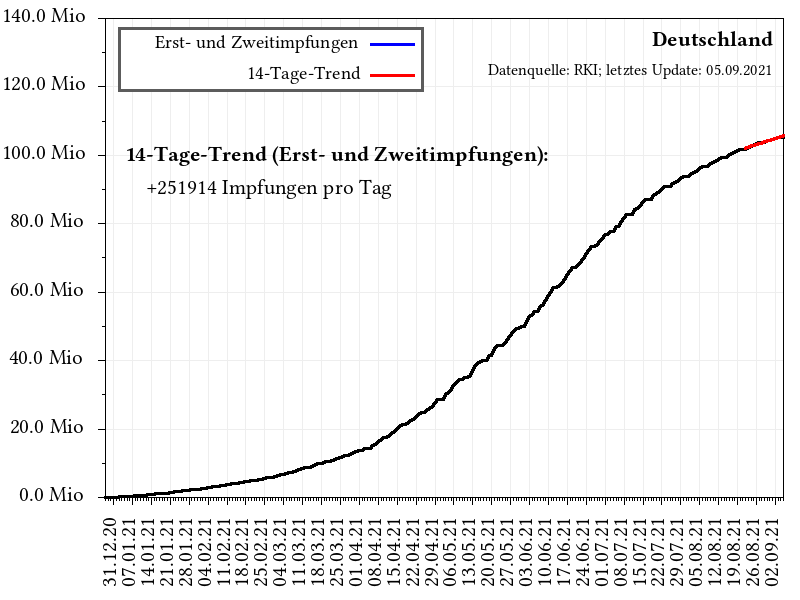 140.0 Mio
120.0 Mio
100.0 Mio
80.0 Mio
60.0 Mio
40.0 Mio
20.0 Mio
0.0 Mio
Erst- und Zweitimpfungen
14-Tage-Trend
Deutschland
Datenquelle: RKI; letztes Update: 05.09.2021
14-Tage-Trend (Erst- und Zweitimpfungen):
+251914 Impfungen pro Tag
31.12.20
07.01.21
14.01.21
21.01.21
28.01.21
04.02.21
11.02.21
18.02.21
25.02.21
04.03.21
11.03.21
18.03.21
25.03.21
01.04.21
08.04.21
15.04.21
22.04.21
29.04.21
06.05.21
13.05.21
20.05.21
27.05.21
03.06.21
10.06.21
17.06.21
24.06.21
01.07.21
08.07.21
15.07.21
22.07.21
29.07.21
05.08.21
12.08.21
19.08.21
26.08.21
02.09.21